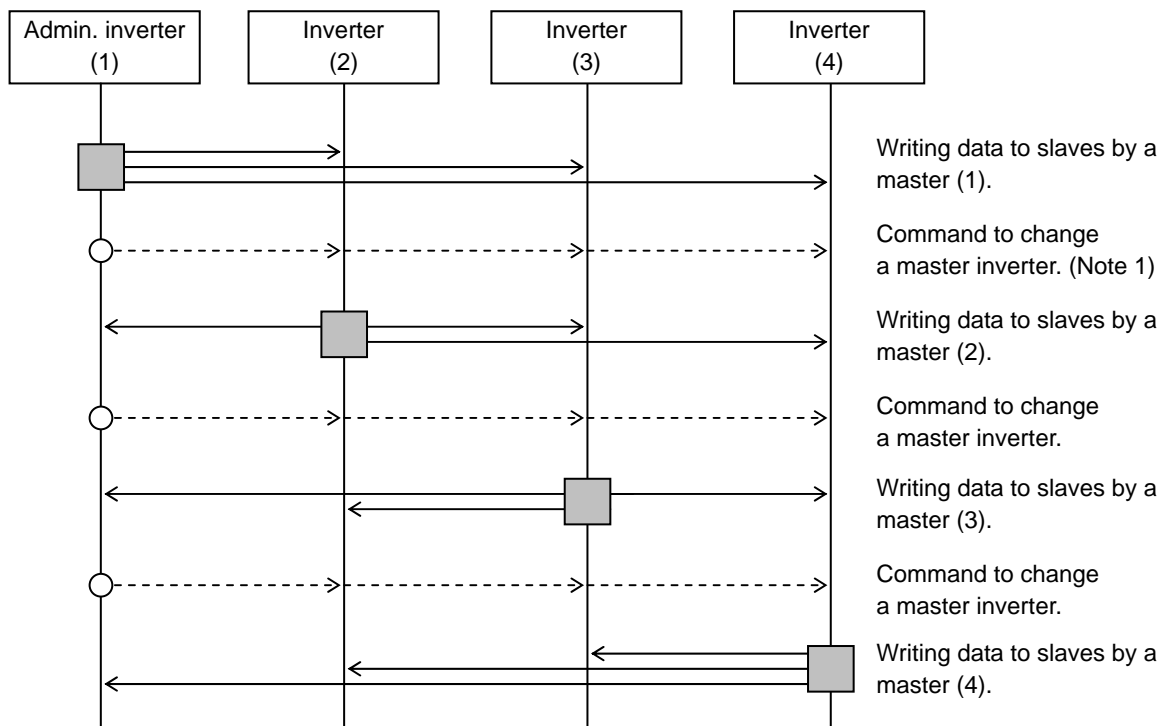 Admin. inverter
(1)
Inverter
(2)
Inverter
(3)
Inverter
(4)
Writing data to slaves by a
master (1).
Command to change
a master inverter. (Note 1)
Writing data to slaves by a
master (2).
Command to change
a master inverter.
Writing data to slaves by a
master (3).
Command to change
a master inverter.
Writing data to slaves by a
master (4).